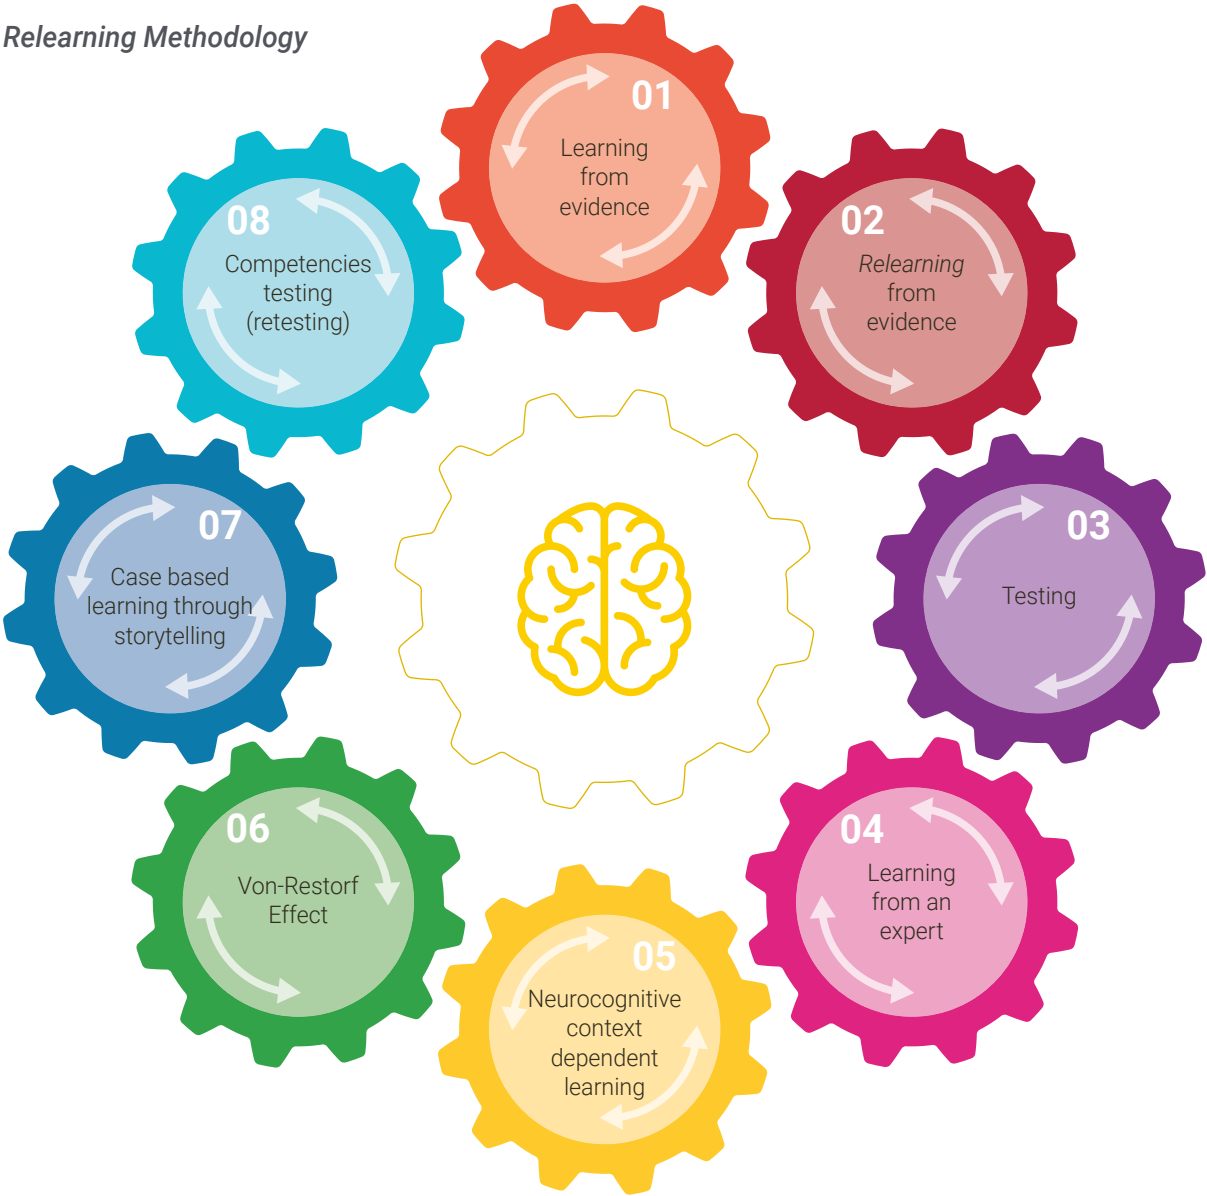 Relearning Methodology
01
Learning
from
evidence
02
Relearning
from
evidence
03
Testing
04
Learning
from an
expert
05
Neurocognitive
context
dependent
learning
06
Von-Restorf
Effect
07
Case based
learning through
storytelling
08
Competencies
testing
(retesting)